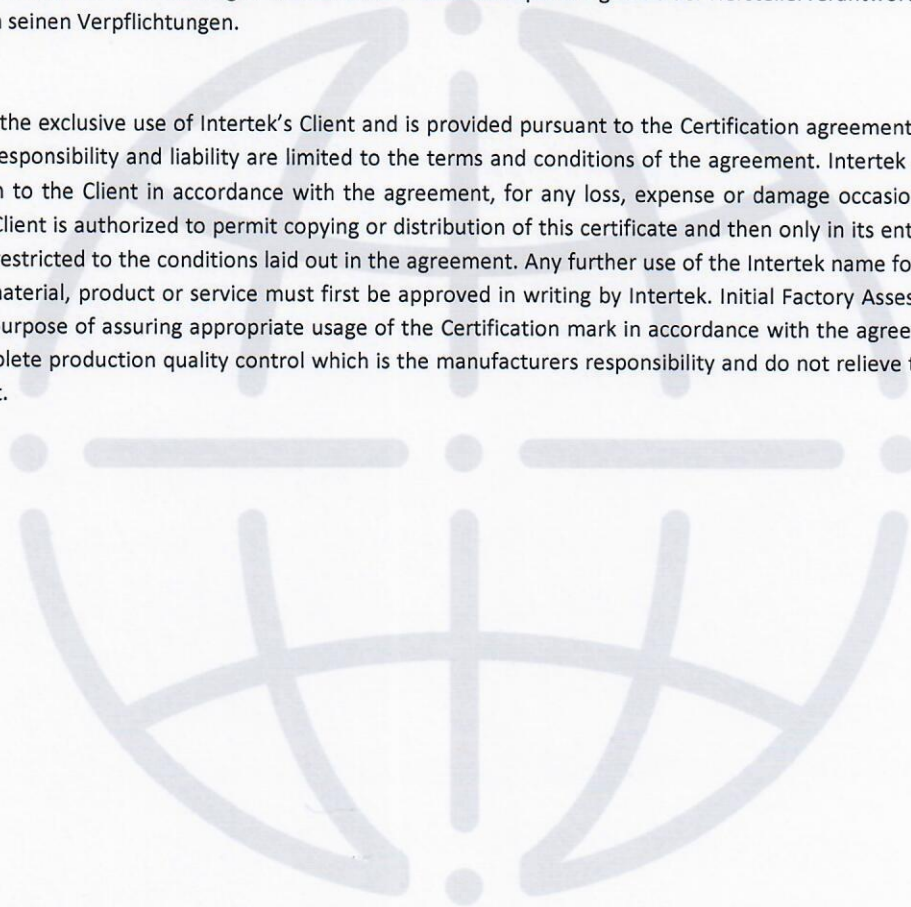 seinen Verpflichtungen.
the exclusive use of Intertek's Client and is provided pursuant to the Certification agreement
esponsibility and liability are limited to the terms and conditions of the agreement. Intertek
to the Client in accordance with the agreement, for any loss, expense or damage occasio
Client is authorized to permit copying or distribution of this certificate and then only in its ent
restricted to the conditions laid out in the agreement. Any further use of the Intertek name fo
material, product or service must first be approved in writing by Intertek. Initial Factory Asses
urpose of assuring appropriate usage of the Certification mark in accordance with the agree
plete production quality control which is the manufacturers responsibility and do not relieve